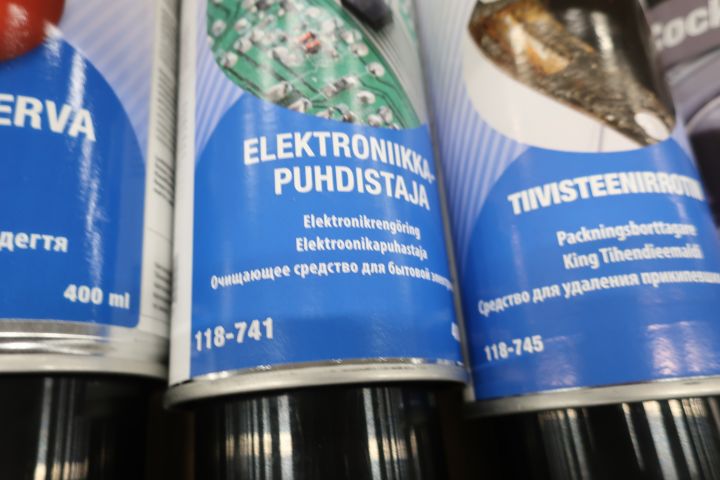 ERVA
дегтя
400 ml
ELEKTRONIIKKA-
PUHDISTAJA
Elektronikrengöring
Elektroonikapuhastaja
Очищающее средство для бытовой
118-741
TIIVISTEENIRROTIN
Packningsborttagare
King Tihendieemaldi
Средство для удаления
118-745